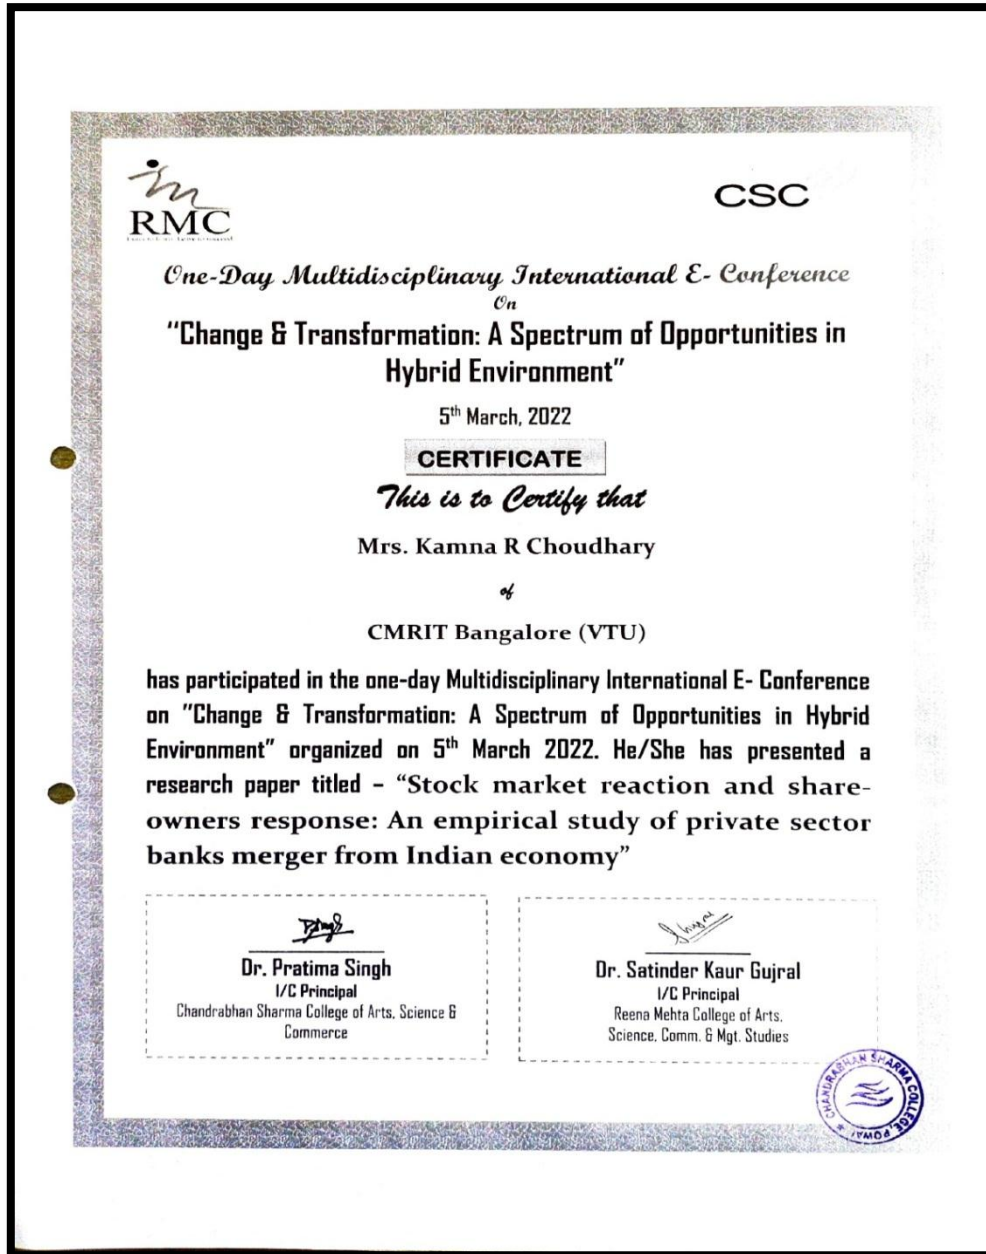 RMC
CSC
One-Day Multidisciplinary International E- Conference
On
"Change & Transformation: A Spectrum of Opportunities in
Hybrid Environment"
5th March, 2022
CERTIFICATE
This is to Certify that
Mrs. Kamna R Choudhary
of
CMRIT Bangalore (VTU)
has participated in the one-day Multidisciplinary International E- Conference
on "Change & Transformation: A Spectrum of Opportunities in Hybrid
Environment" organized on 5th March 2022. He/She has presented a
research paper titled – “Stock market reaction and share-
owners response: An empirical study of private sector
banks merger from Indian economy”
Dr. Pratima Singh
I/C Principal
Chandrabhan Sharma College of Arts, Science &
Commerce
Dr. Satinder Kaur Gujral
I/C Principal
Reena Mehta College of Arts,
Science, Comm. & Mgt. Studies
CHANDRABHAN SHARMA COLLEGE, POWAI